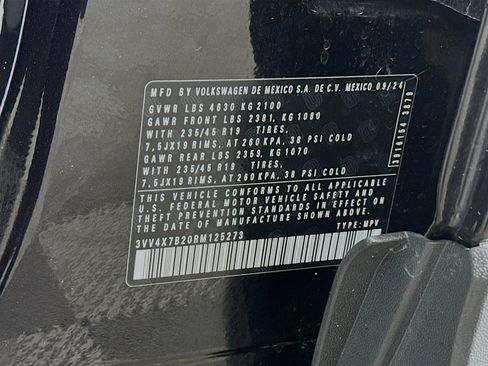 MFD BY VOLKSWAGEN DE MEXICO S.A. DE C.V. MEXICO 09/24
GVWR LBS 4630 KG 2100
GAWR FRONT LBS 2381, KG 1080
WITH 235/45 R19 TIRES,
7,5JX19 RIMS, AT 260 KPA, 38 PSI COLD
GAWR REAR LBS 2359, KG 1070
WITH 235/45 R19 TIRES,
7,5JX19 RIMS, AT 260 KPA, 38 PSI COLD
THIS VEHICLE CONFORMS TO ALL APPLICABLE
U.S. FEDERAL MOTOR VEHICLE SAFETY AND
THEFT PREVENTION STANDARDS IN EFFECT ON
THE DATE OF MANUFACTURE SHOWN ABOVE.
3VV4X7B20RM125273 TYPE: MPV
3916154 3879